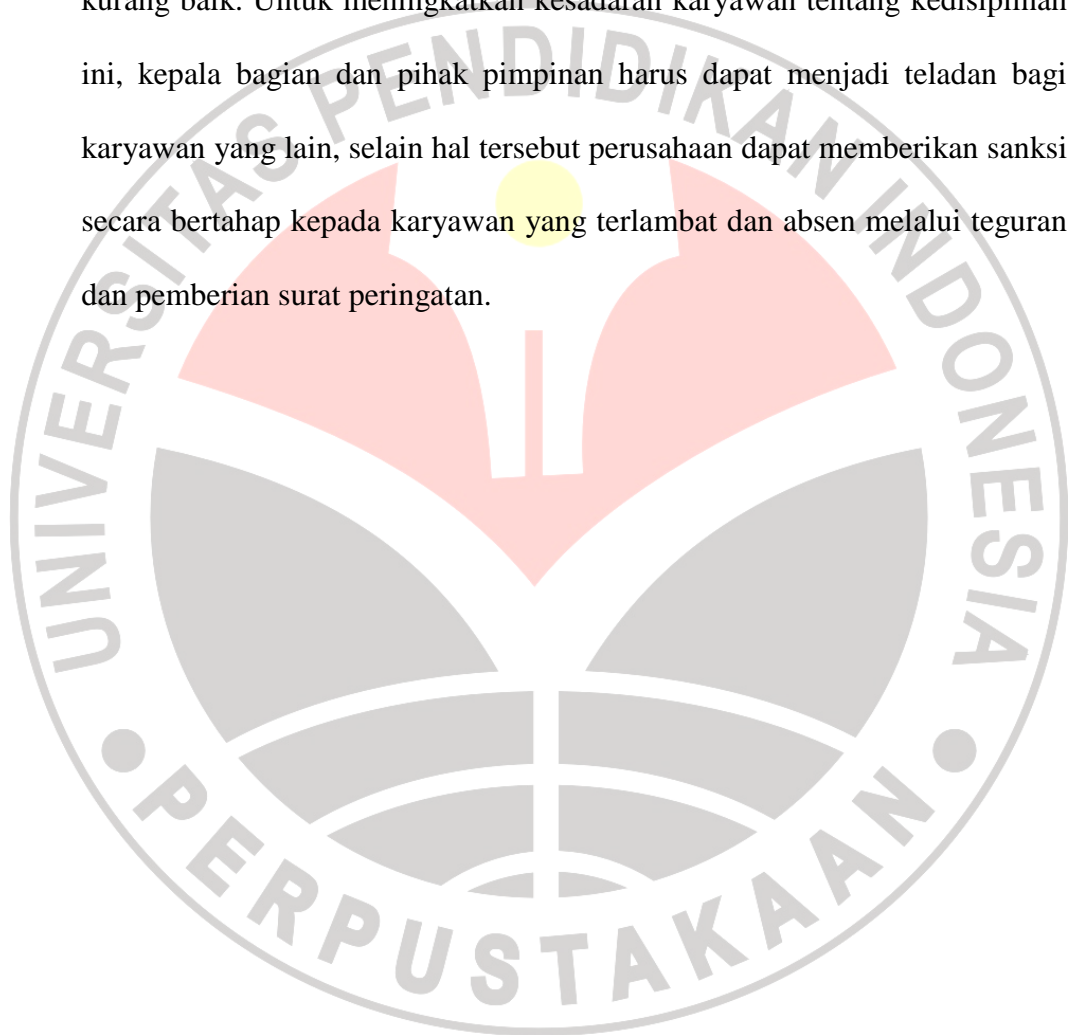 kurang baik. Untuk meningkatkan kesadaran karyawan tentang kedisiplinan
ini, kepala bagian dan pihak pimpinan harus dapat menjadi teladan bagi
karyawan yang lain, selain hal tersebut perusahaan dapat memberikan sanksi
secara bertahap kepada karyawan yang terlambat dan absen melalui teguran
dan pemberian surat peringatan.
UNIVERSITAS PENDIDIKAN INDONESIA
PERPUSTAKAAN